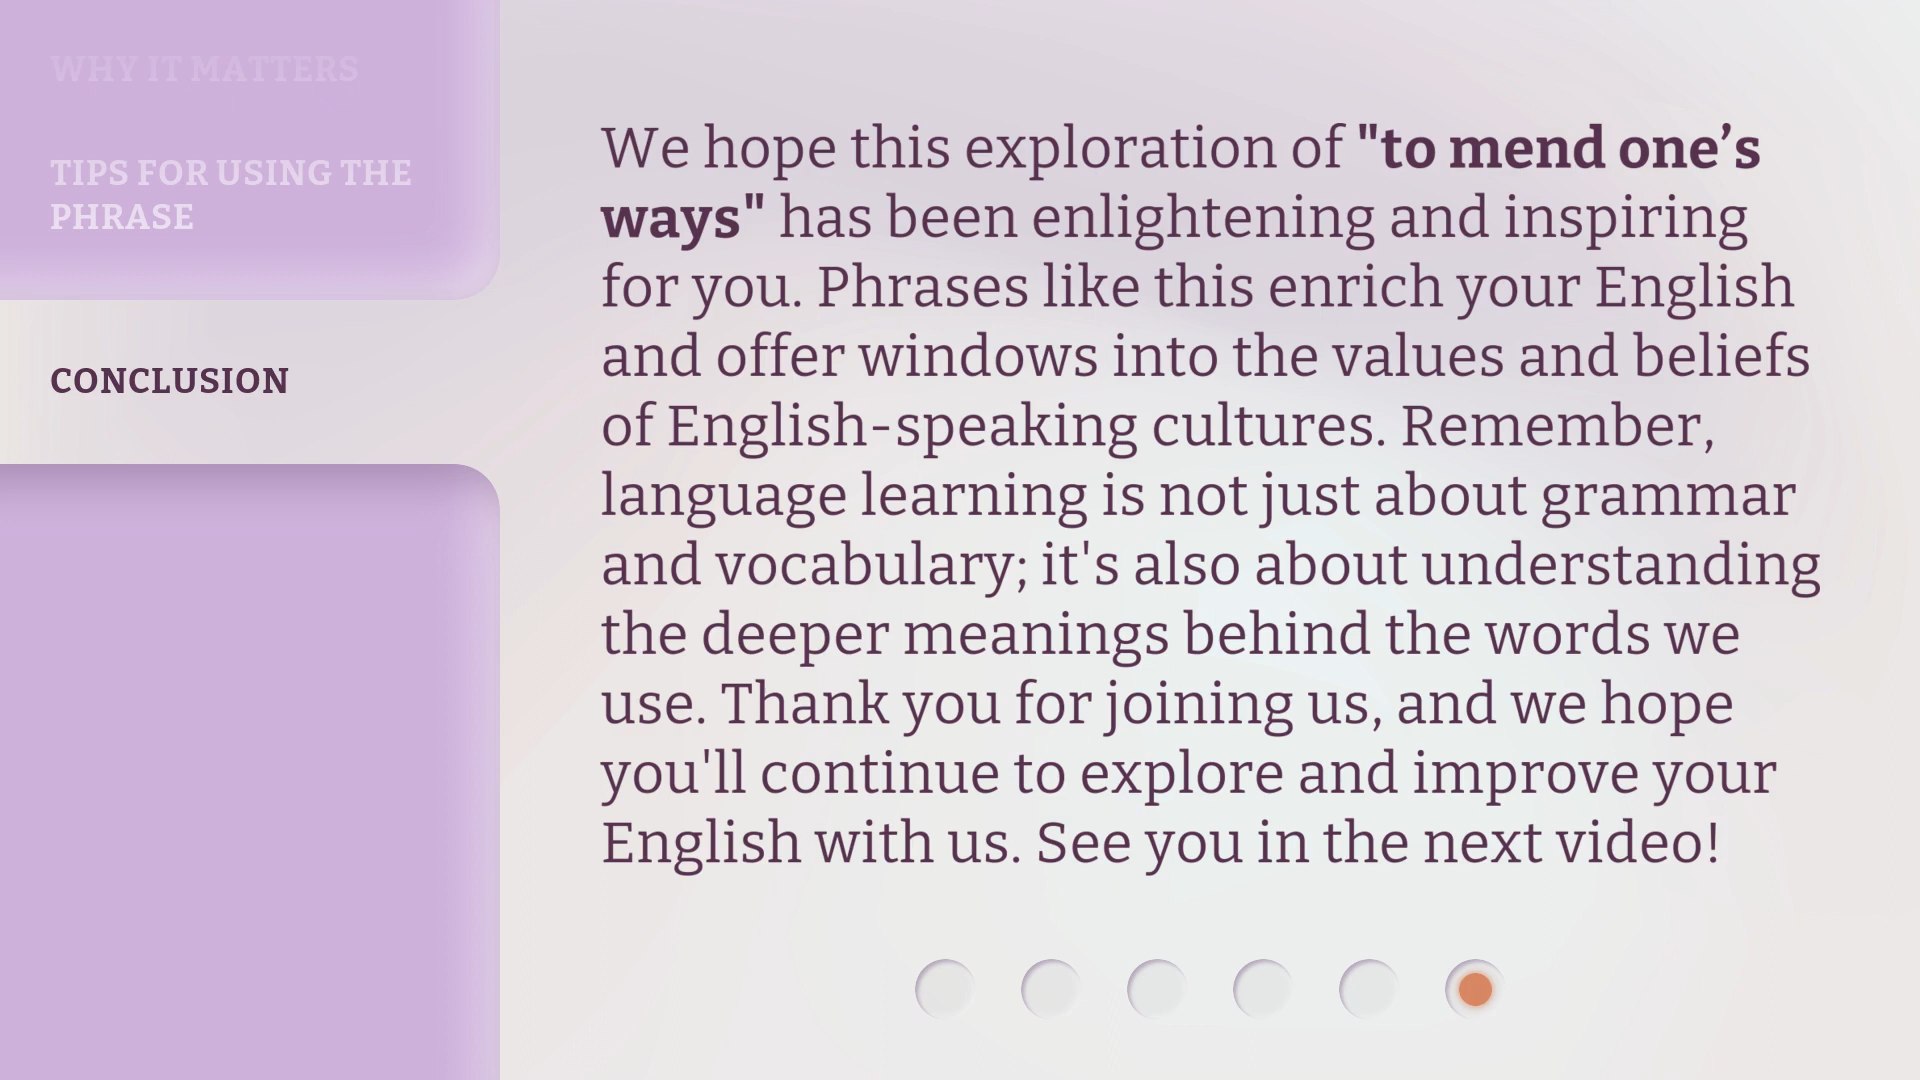 WHY IT MATTERS
TIPS FOR USING THE
PHRASE
CONCLUSION
We hope this exploration of "to mend one’s
ways" has been enlightening and inspiring
for you. Phrases like this enrich your English
and offer windows into the values and beliefs
of English-speaking cultures. Remember,
language learning is not just about grammar
and vocabulary; it's also about understanding
the deeper meanings behind the words we
use. Thank you for joining us, and we hope
you'll continue to explore and improve your
English with us. See you in the next video!